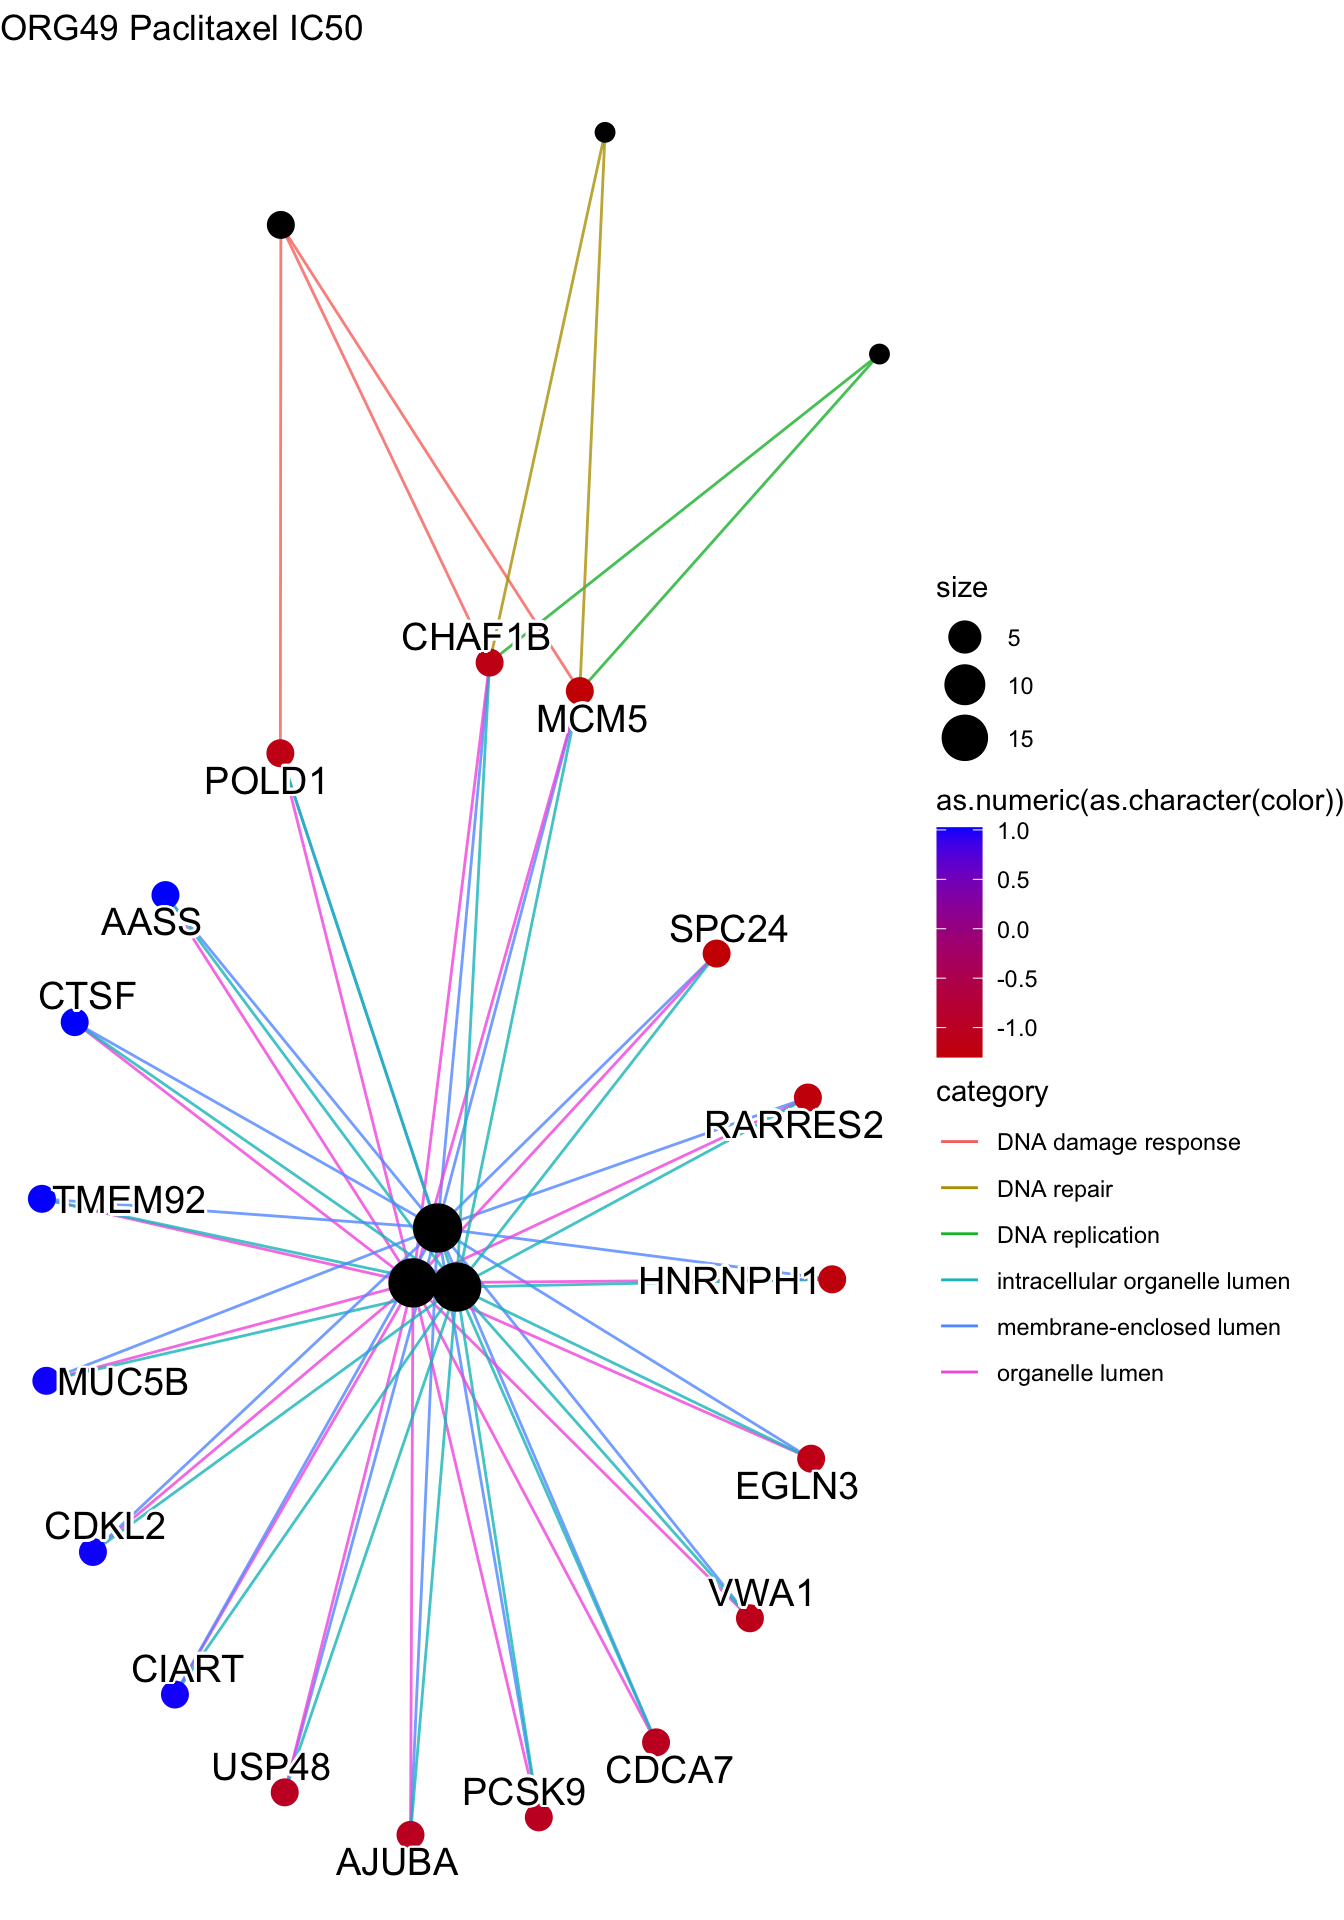 ORG49 Paclitaxel IC50
CHAF1B
MCM5
POLD1
AASS
SPC24
CTSF
RARRES2
TMEM92
HNRNPH1
MUC5B
EGLN3
CDKL2
VWA1
CIART
USP48
CDCA7
PCSK9
AJUBA
size
5
10
15
as.numeric(as.character(color))
1.0
0.5
0.0
-0.5
-1.0
category
DNA damage response
DNA repair
DNA replication
intracellular organelle lumen
membrane-enclosed lumen
organelle lumen